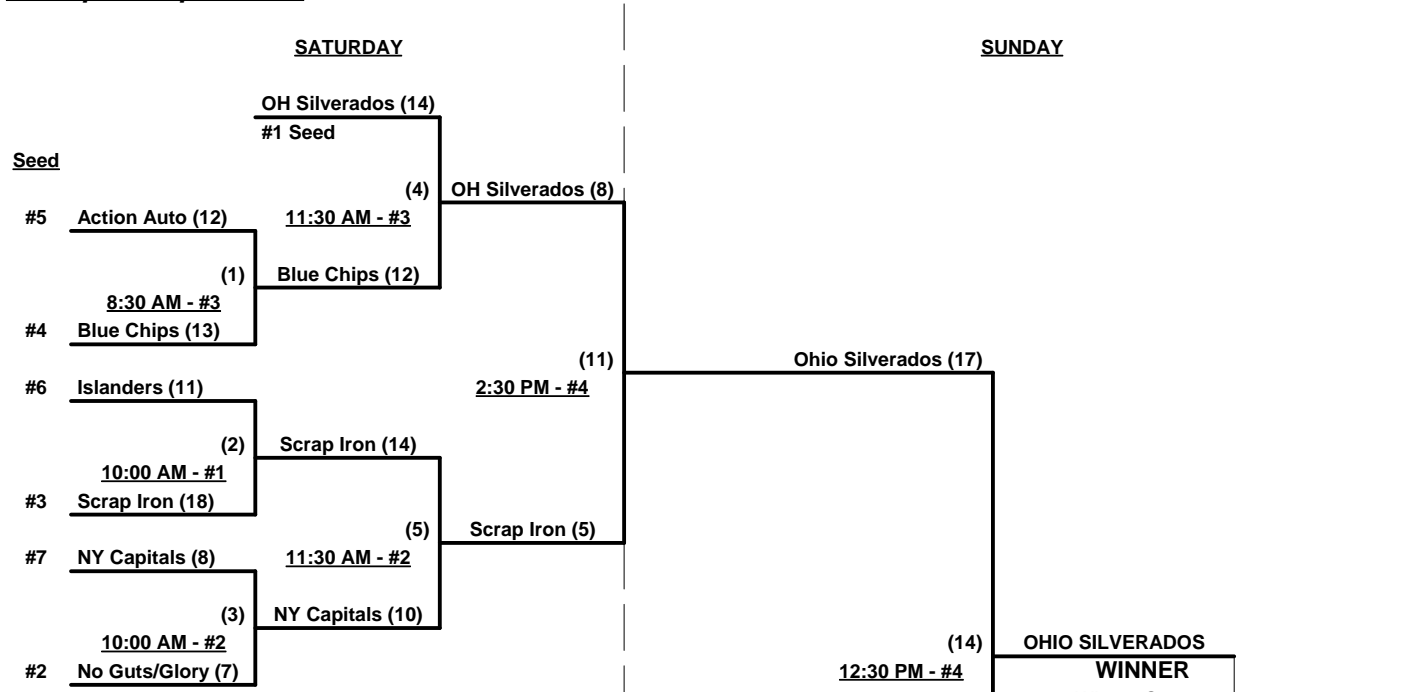 SATURDAY SUNDAY
OH Silverados (14)
#1 Seed
Seed
(4) OH Silverados (8)
#5 Action Auto (12) 11:30 AM - #3
(1) Blue Chips (12)
8:30 AM - #3
#4 Blue Chips (13)
(11) Ohio Silverados (17)
#6 Islanders (11) 2:30 PM - #4
(2) Scrap Iron (14)
10:00 AM - #1
#3 Scrap Iron (18)
(5) Scrap Iron (5)
#7 NY Capitals (8) 11:30 AM - #2
(3) NY Capitals (10)
10:00 AM - #2 (14) OHIO SILVERADOS
#2 No Guts/Glory (7) 12:30 PM - #4 WINNER